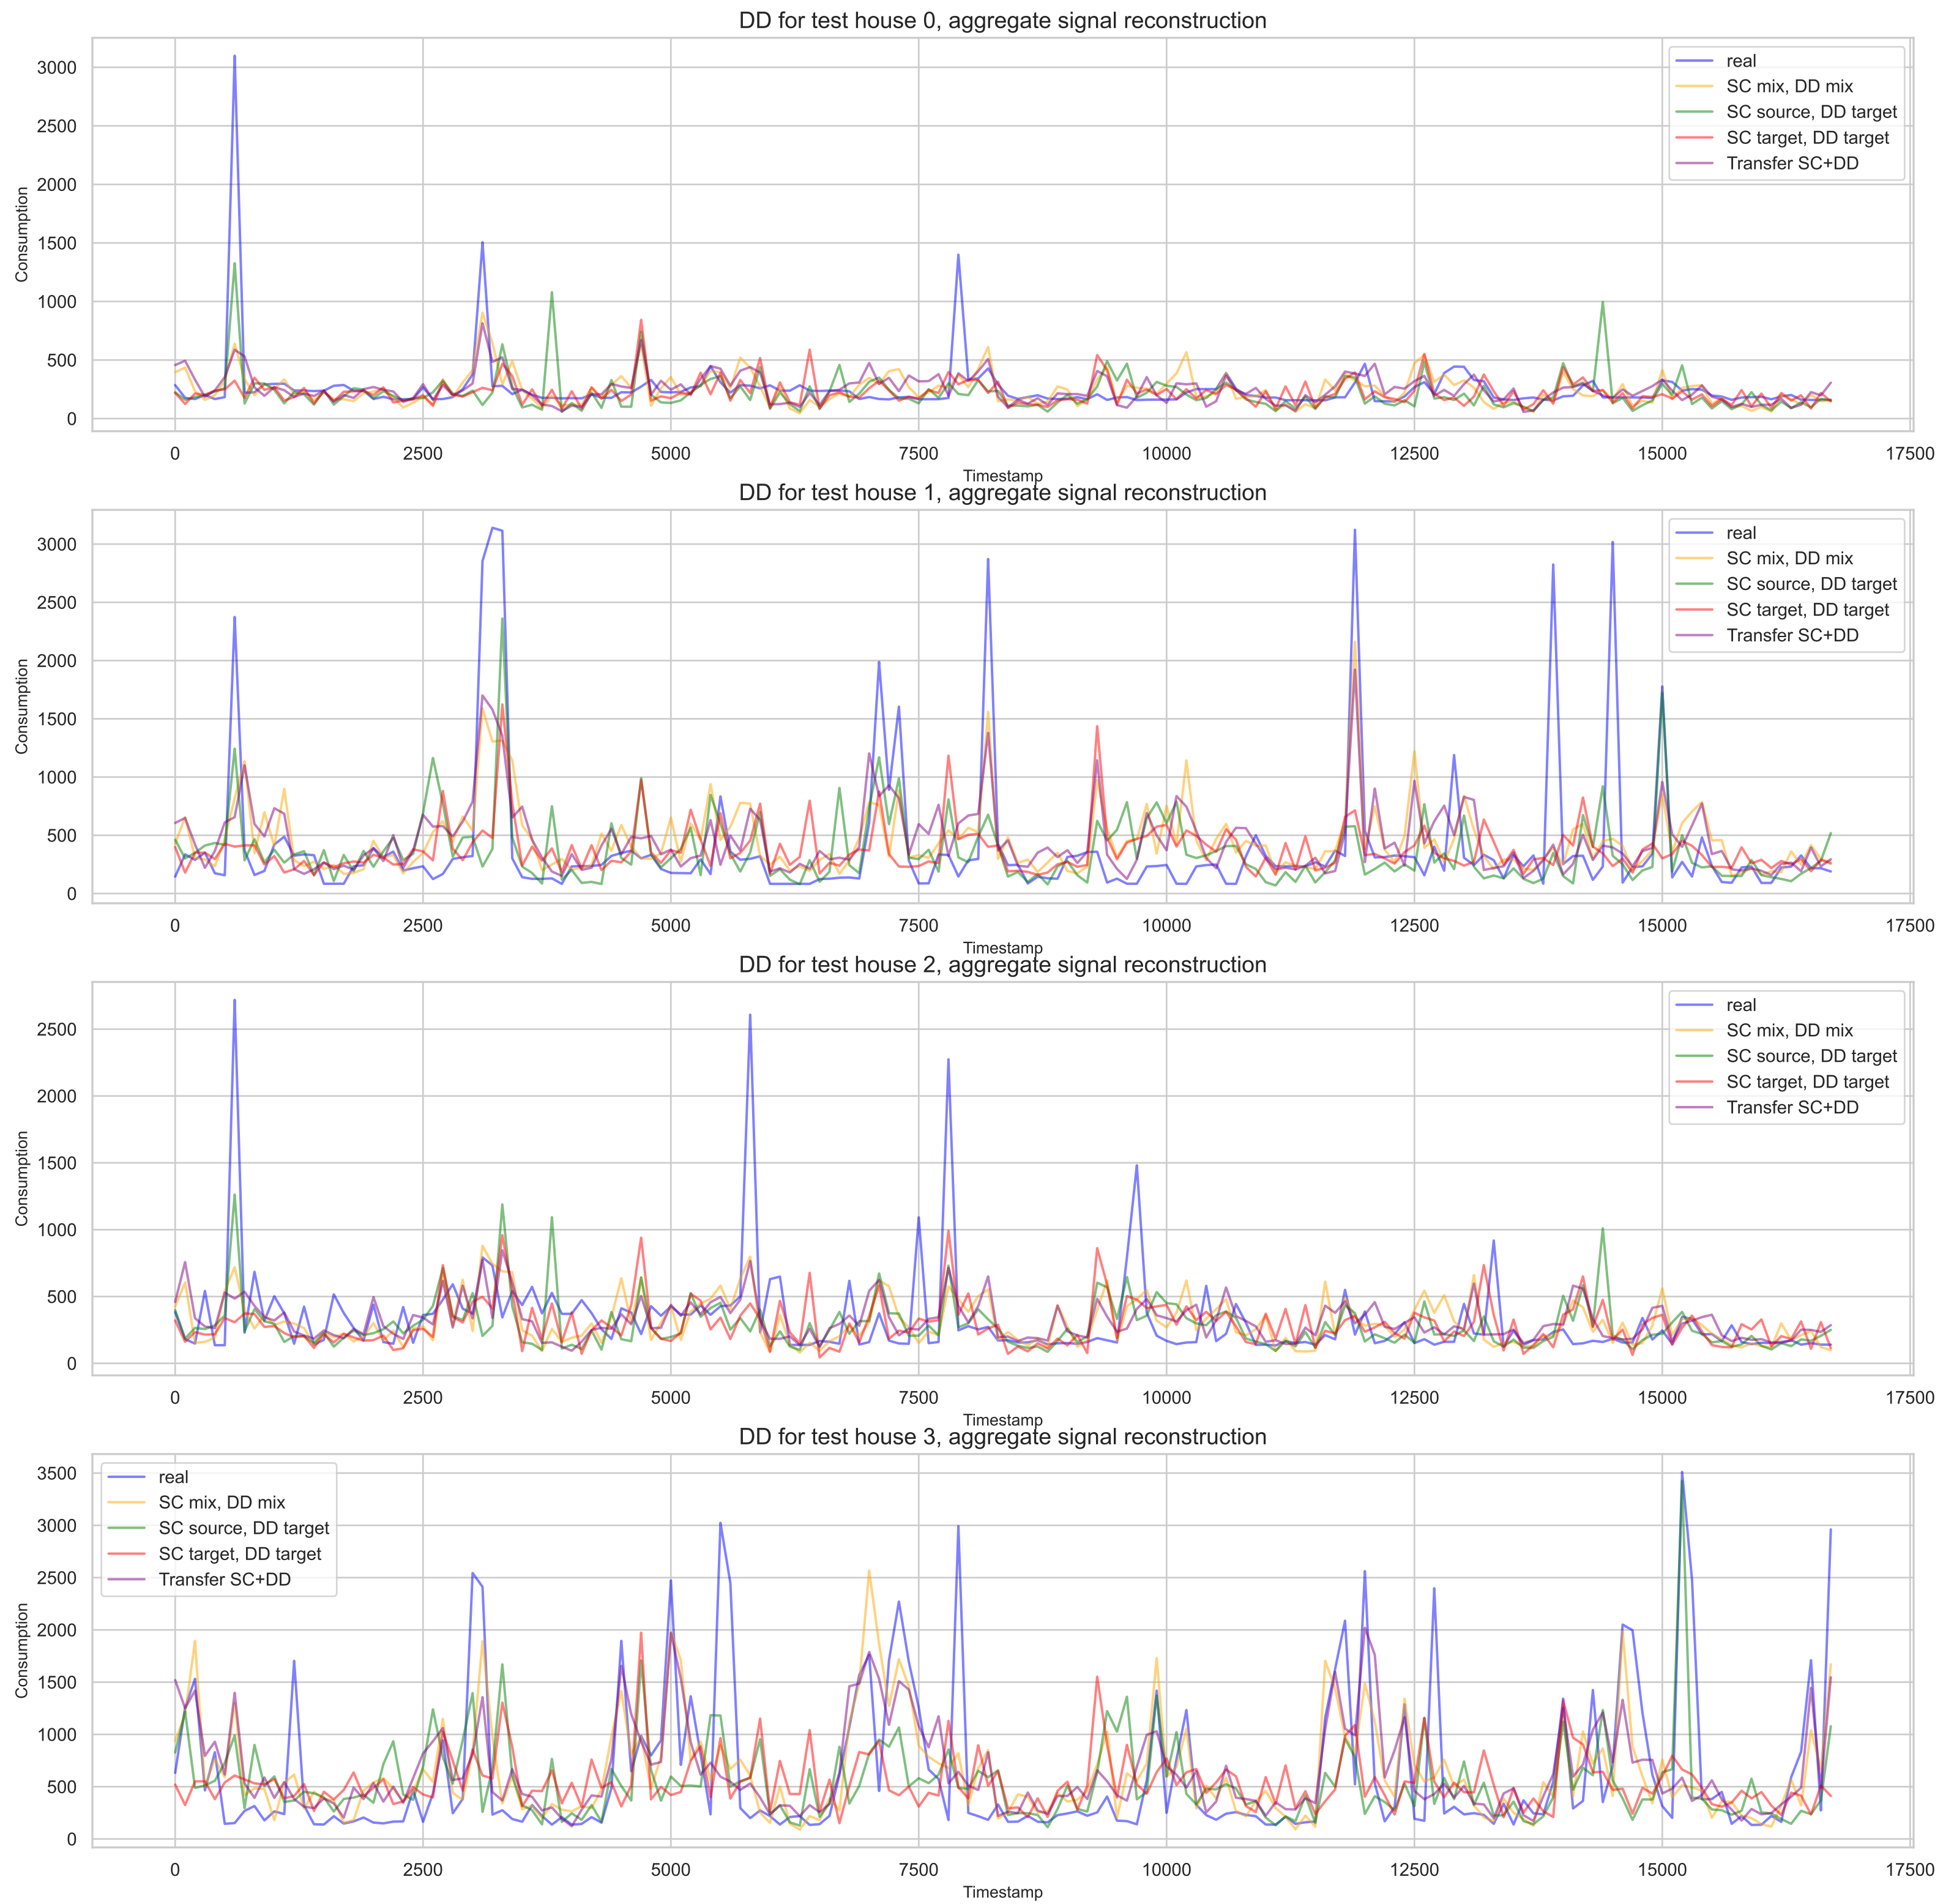 DD for test house 0, aggregate signal reconstruction
3000
2500
2000
1500
1000
500
0
Consumption
real
SC mix, DD mix
SC source, DD target
SC target, DD target
Transfer SC+DD
0 2500 5000 7500 10000 12500 15000 17500
Timestamp
DD for test house 1, aggregate signal reconstruction
3000
2500
2000
1500
1000
500
0
Consumption
real
SC mix, DD mix
SC source, DD target
SC target, DD target
Transfer SC+DD
0 2500 5000 7500 10000 12500 15000 17500
Timestamp
DD for test house 2, aggregate signal reconstruction
2500
2000
1500
1000
500
0
Consumption
real
SC mix, DD mix
SC source, DD target
SC target, DD target
Transfer SC+DD
0 2500 5000 7500 10000 12500 15000 17500
Timestamp
DD for test house 3, aggregate signal reconstruction
3500
3000
2500
2000
1500
1000
500
0
Consumption
real
SC mix, DD mix
SC source, DD target
SC target, DD target
Transfer SC+DD
0 2500 5000 7500 10000 12500 15000 17500
Timestamp